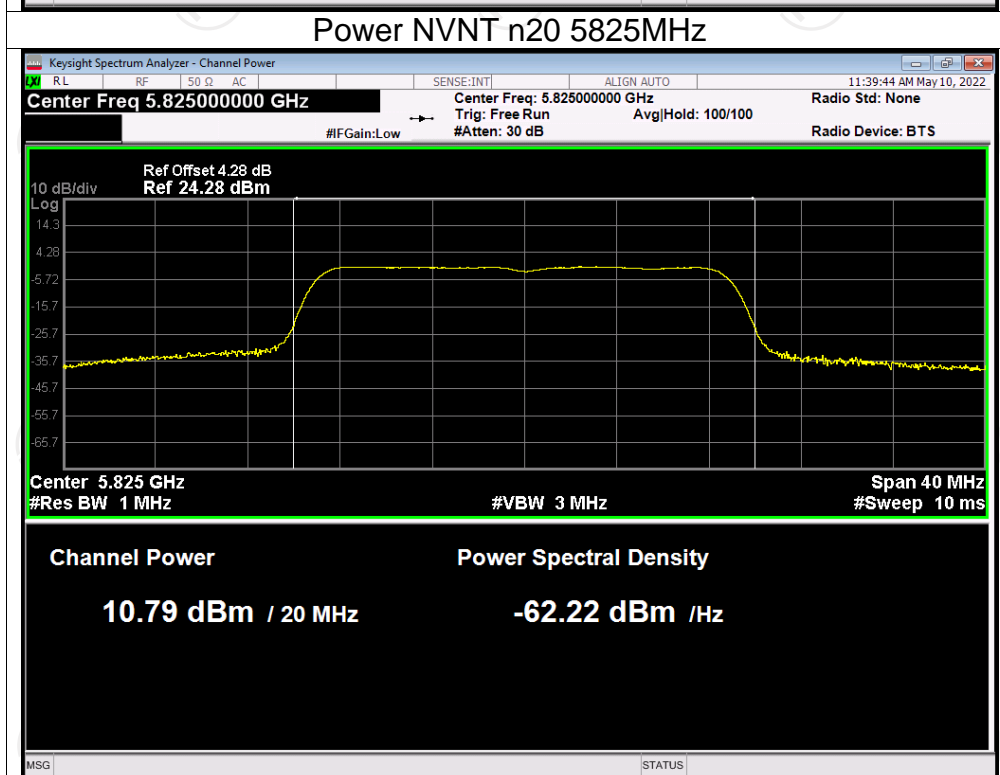 Power NVNT n20 5825MHz
Keysight Spectrum Analyzer - Channel Power
LXI RL RF 50 Ω AC SENSE:INT ALIGN AUTO 11:39:44 AM May 10, 2022
Center Freq 5.825000000 GHz Center Freq: 5.825000000 GHz Radio Std: None
Trig: Free Run Avg|Hold: 100/100
#IFGain:Low #Atten: 30 dB Radio Device: BTS
Ref Offset 4.28 dB
10 dB/div Ref 24.28 dBm
Log
14.3
4.28
-5.72
-15.7
-25.7
-35.7
-45.7
-55.7
-65.7
Center 5.825 GHz Span 40 MHz
#Res BW 1 MHz #VBW 3 MHz #Sweep 10 ms
Channel Power Power Spectral Density
10.79 dBm / 20 MHz -62.22 dBm /Hz
MSG STATUS